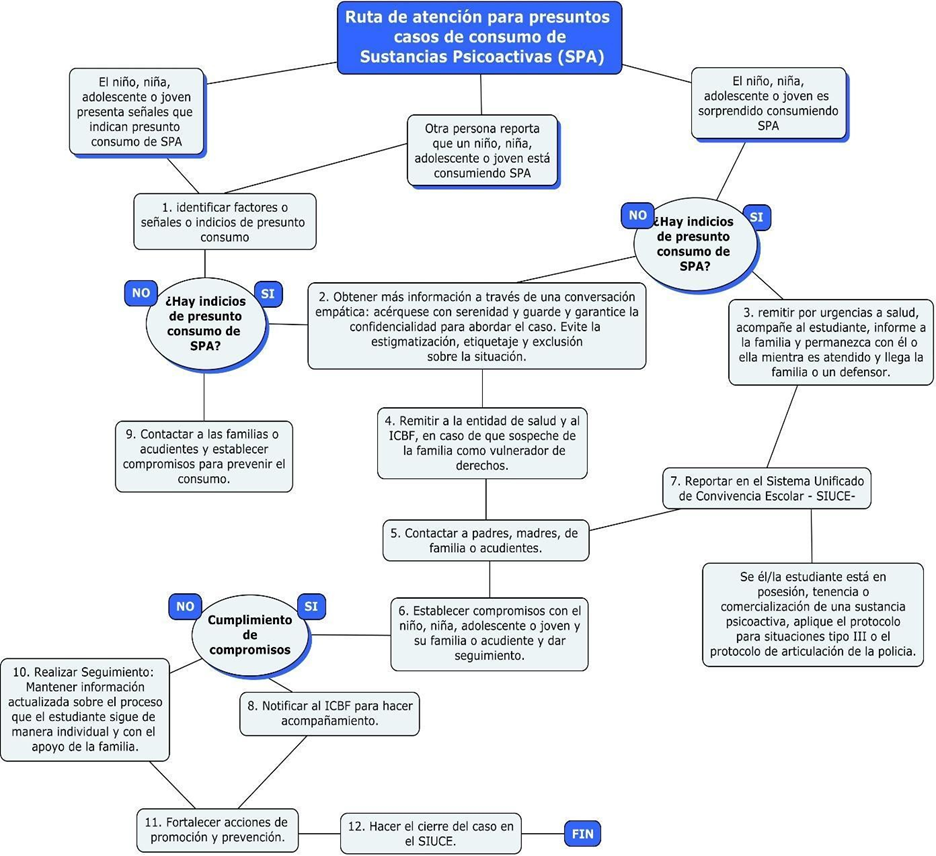 Ruta de atención para presuntos
casos de consumo de
Sustancias Psicoactivas (SPA)
El niño, niña,
adolescente o joven
presenta señales que
indican presunto
consumo de SPA
Otra persona reporta
que un niño, niña,
adolescente o joven está
consumiendo SPA
El niño, niña,
adolescente o joven es
sorprendido consumiendo
SPA
1. identificar factores o
señales o indicios de presunto
consumo
NO
SI
¿Hay indicios
de presunto
consumo de
SPA?
NO
SI
¿Hay indicios
de presunto
consumo de
SPA?
2. Obtener más información a través de una conversación
empática: acérquese con serenidad y guarde y garantice la
confidencialidad para abordar el caso. Evite la
estigmatización, etiquetaje y exclusión
sobre la situación.
3. remitir por urgencias a salud,
acompañe al estudiante, informe a
la familia y permanezca con él o
ella mientra es atendido y llega la
familia o un defensor.
9. Contactar a las familias o
acudientes y establecer
compromisos para prevenir el
consumo.
4. Remitir a la entidad de salud y al
ICBF, en caso de que sospeche de
la familia como vulnerador de
derechos.
7. Reportar en el Sistema Unificado
de Convivencia Escolar - SIUCE-
5. Contactar a padres, madres, de
familia o acudientes.
Se él/la estudiante está en
posesión, tenencia o
comercialización de una sustancia
psicoactiva, aplique el protocolo
para situaciones tipo III o el
protocolo de articulación de la policia.
NO
SI
Cumplimiento
de
compromisos
6. Establecer compromisos con el
niño, niña, adolescente o joven y
su familia o acudiente y dar
seguimiento.
10. Realizar Seguimiento:
Mantener información
actualizada sobre el proceso
que el estudiante sigue de
manera individual y con el
apoyo de la familia.
8. Notificar al ICBF para hacer
acompañamiento.
11. Fortalecer acciones de
promoción y prevención.
12. Hacer el cierre del caso en
el SIUCE.
FIN